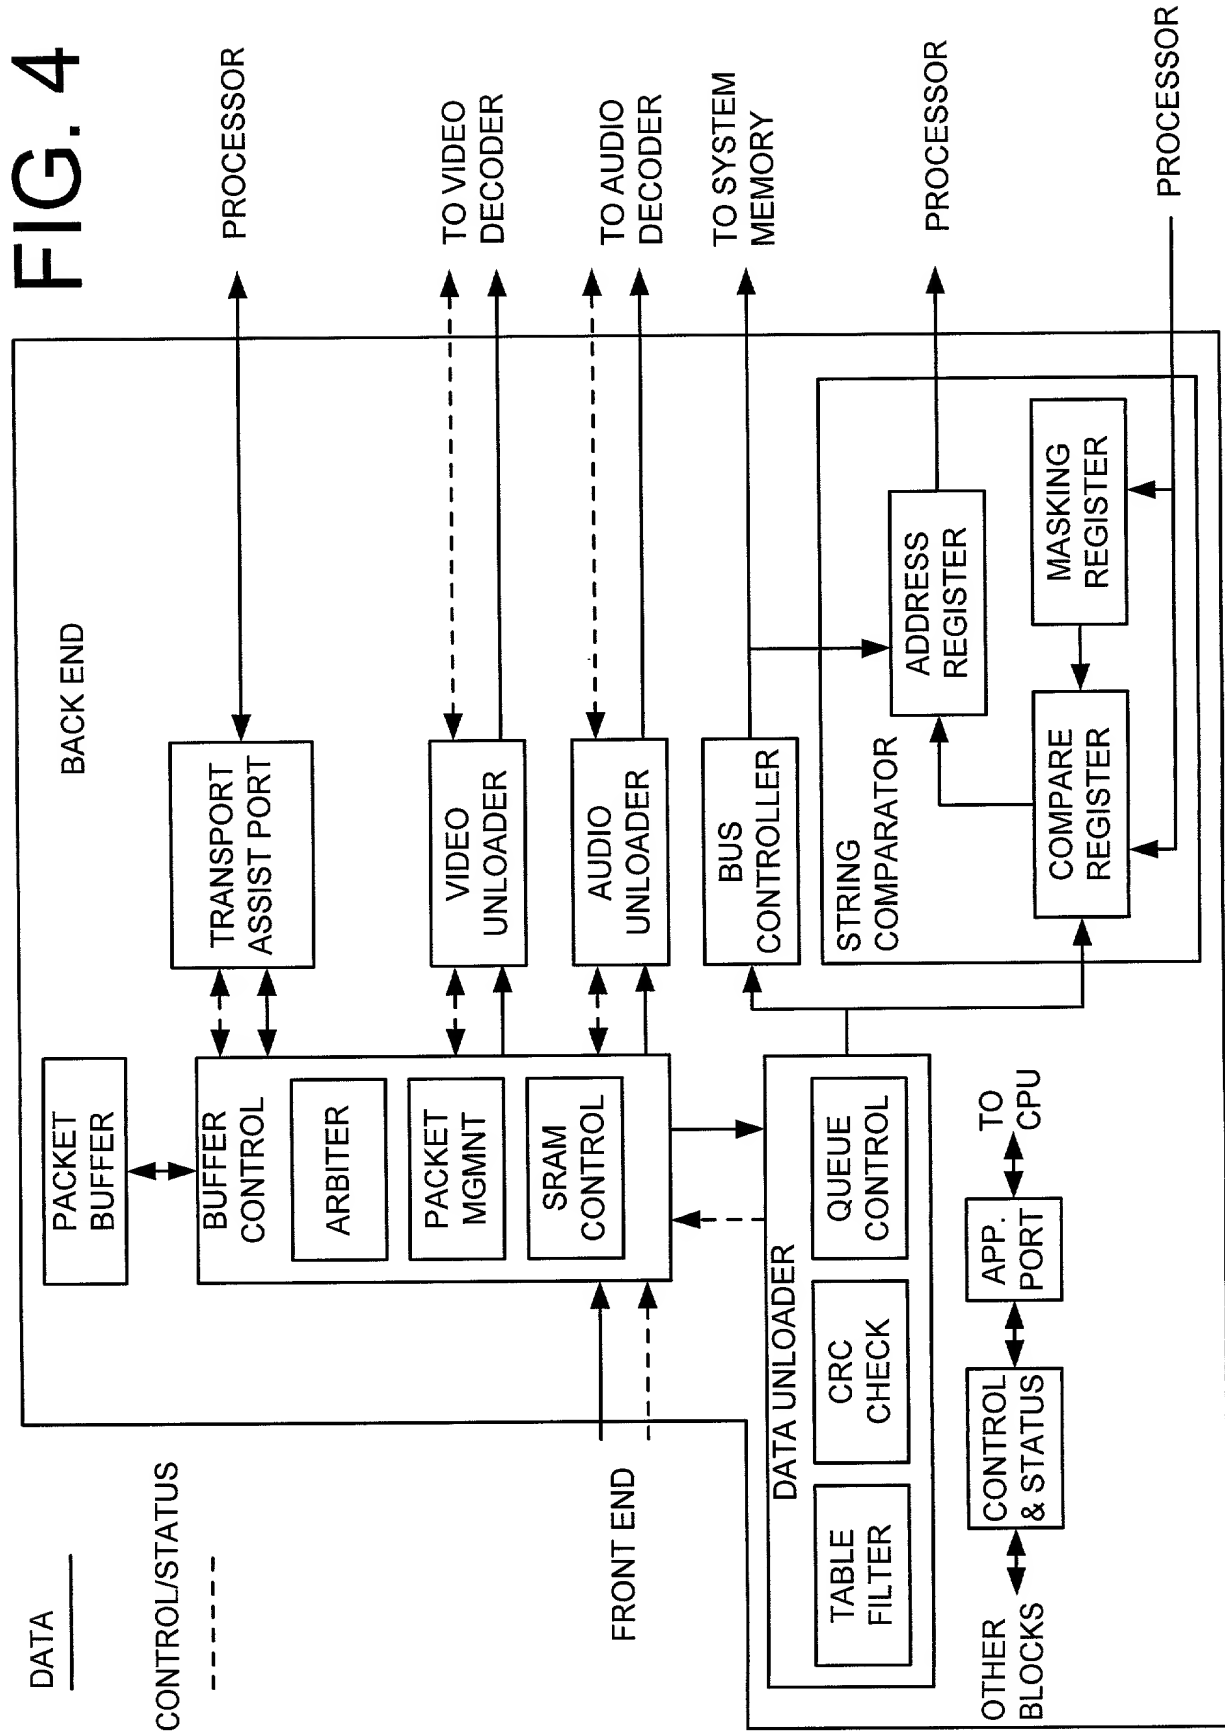 FIG. 4
DATA
CONTROL/STATUS
BACK END
PACKET
BUFFER
BUFFER
CONTROL
ARBITER
PACKET
MGMNT
SRAM
CONTROL
TRANSPORT
ASSIST PORT
PROCESSOR
VIDEO
UNLOADER
TO VIDEO
DECODER
AUDIO
UNLOADER
TO AUDIO
DECODER
FRONT END
BUS
CONTROLLER
TO SYSTEM
MEMORY
DATA UNLOADER
TABLE
FILTER
CRC
CHECK
QUEUE
CONTROL
STRING
COMPARATOR
ADDRESS
REGISTER
PROCESSOR
COMPARE
REGISTER
MASKING
REGISTER
PROCESSOR
OTHER
BLOCKS
CONTROL
& STATUS
APP.
PORT
TO
CPU